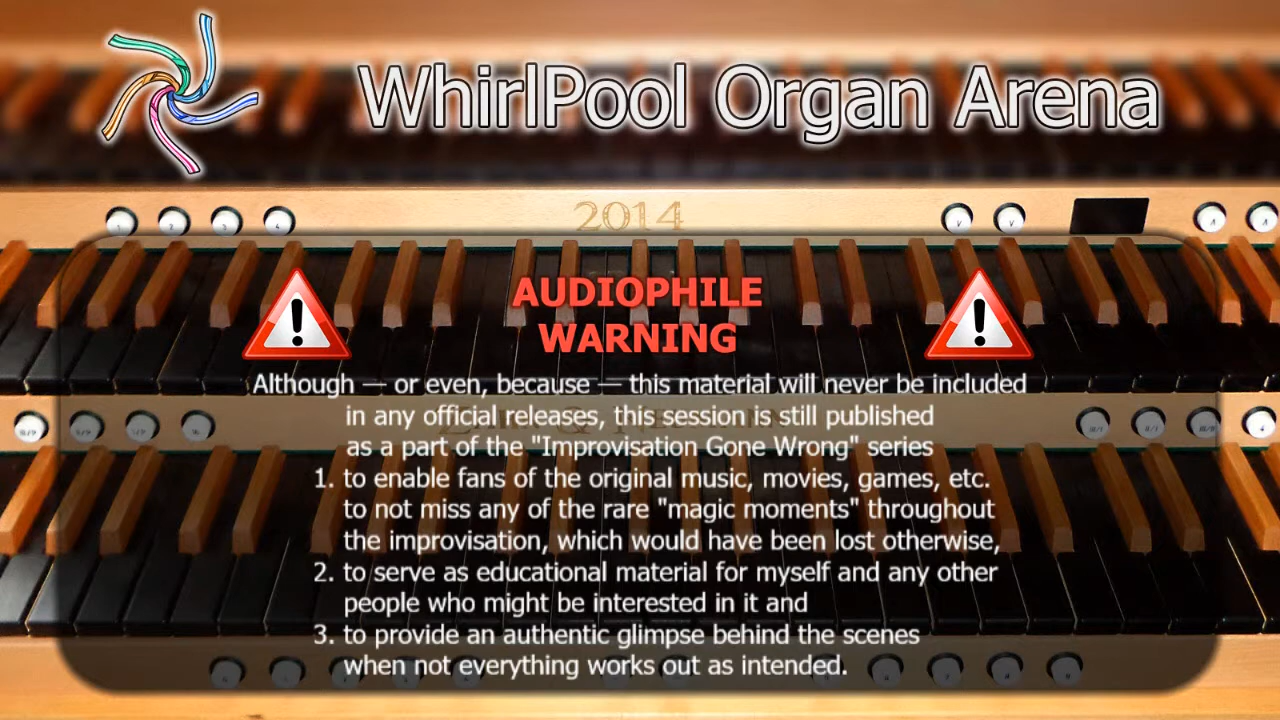 WhirlPool Organ Arena
2014
AUDIOPHILE
WARNING
Although — or even, because — this material will never be included
in any official releases, this session is still published
as a part of the "Improvisation Gone Wrong" series
1. to enable fans of the original music, movies, games, etc.
to not miss any of the rare "magic moments" throughout
the improvisation, which would have been lost otherwise,
2. to serve as educational material for myself and any other
people who might be interested in it and
3. to provide an authentic glimpse behind the scenes
when not everything works out as intended.